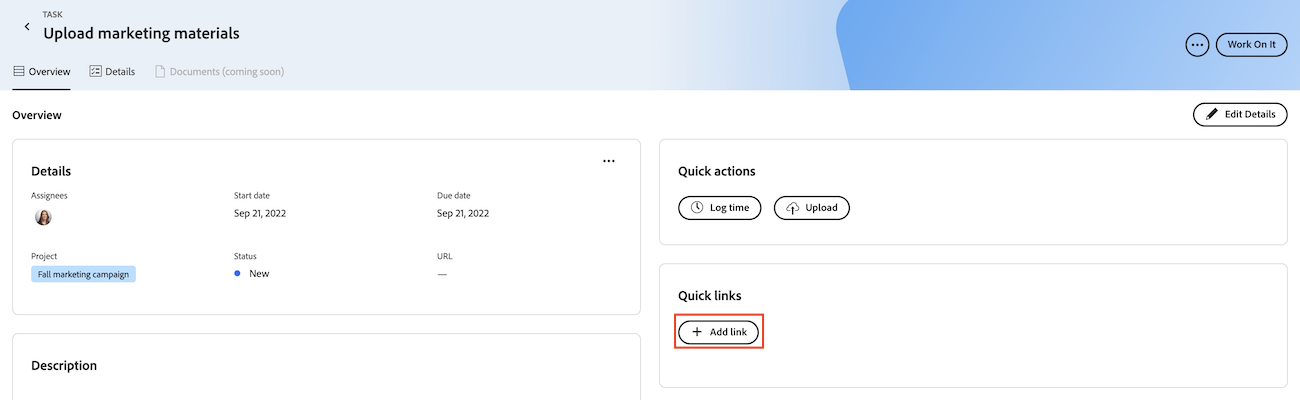 TASK
Upload marketing materials
Work On It
Overview
Details
Documents (coming soon)
Overview
Edit Details
Details
Assignees
Start date
Due date
Sep 21, 2022
Sep 21, 2022
Project
Status
URL
Fall marketing campaign
New
—
Quick actions
Log time
Upload
Quick links
Add link
Description